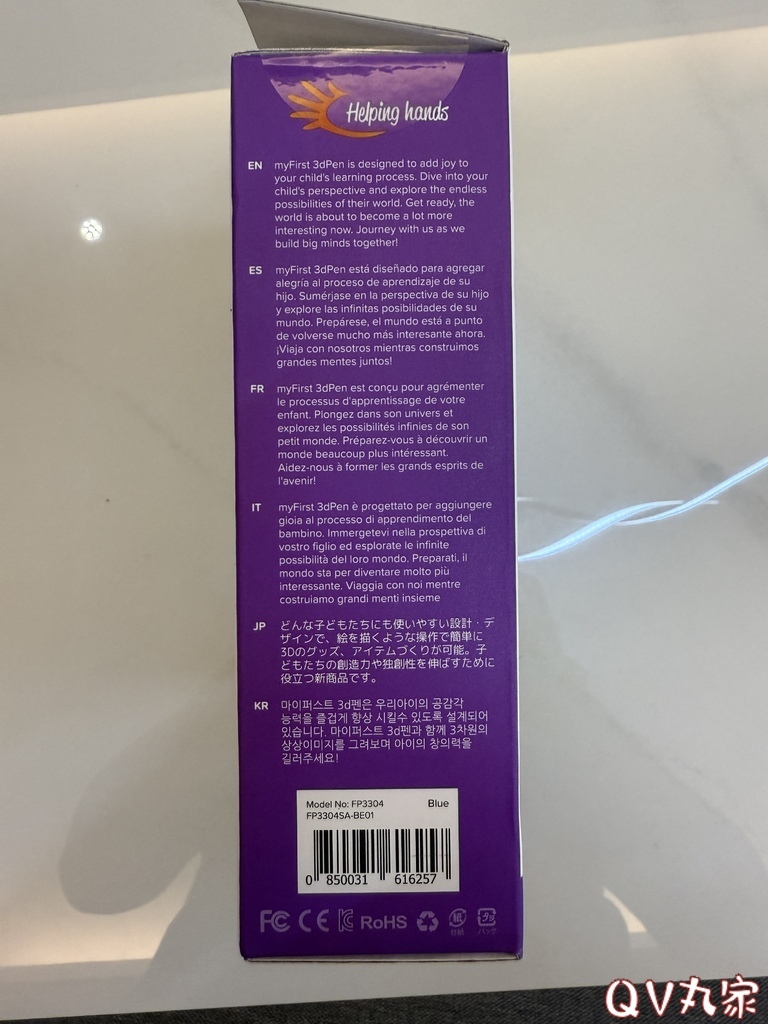 Helping hands
EN myFirst 3dPen is designed to add joy to
your child's learning process. Dive into your
child's perspective and explore the endless
possibilities of their world. Get ready, the
world is about to become a lot more
interesting now. Journey with us as we
build big minds together!
ES myFirst 3dPen está diseñado para agregar
alegría al proceso de aprendizaje de su
hijo. Sumérjase en la perspectiva de su hijo
y explore las infinitas posibilidades de su
mundo. Prepárese, el mundo está a punto
de volverse mucho más interesante ahora.
¡Viaja con nosotros mientras construimos
grandes mentes juntos!
FR myFirst 3dPen est conçu pour agrémenter
le processus d'apprentissage de votre
enfant. Plongez dans son univers et
explorez les possibilités infinies de son
petit monde. Préparez-vous à découvrir un
monde beaucoup plus intéressant.
Aidez-nous à former les grands esprits de
l'avenir!
IT myFirst 3dPen è progettato per aggiungere
gioia al processo di apprendimento del
bambino. Immergetevi nella prospettiva di
vostro figlio ed esplorate le infinite
possibilità del loro mondo. Preparati, il
mondo sta per diventare molto più
interessante. Viaggia con noi mentre
costruiamo grandi menti insieme
JP どんな子どもたちにも使いやすい設計・デ
ザインで、絵を描くような操作で簡単に
3Dのグッズ、アイテムづくりが可能。子
どもたちの創造力や独創性を伸ばすために
役立つ新商品です。
KR 마이퍼스트 3d펜은 우리아이의 공감각
능력을 즐겁게 향상 시킬수 있도록 설계되어
있습니다. 마이퍼스트 3d펜과 함께 3차원의
상상이미지를 그려보며 아이의 창의력을
길러주세요!
Model No: FP3304 Blue
FP3304SA-BE01
0 850031 616257
FC CE RoHS 紙
QV丸家